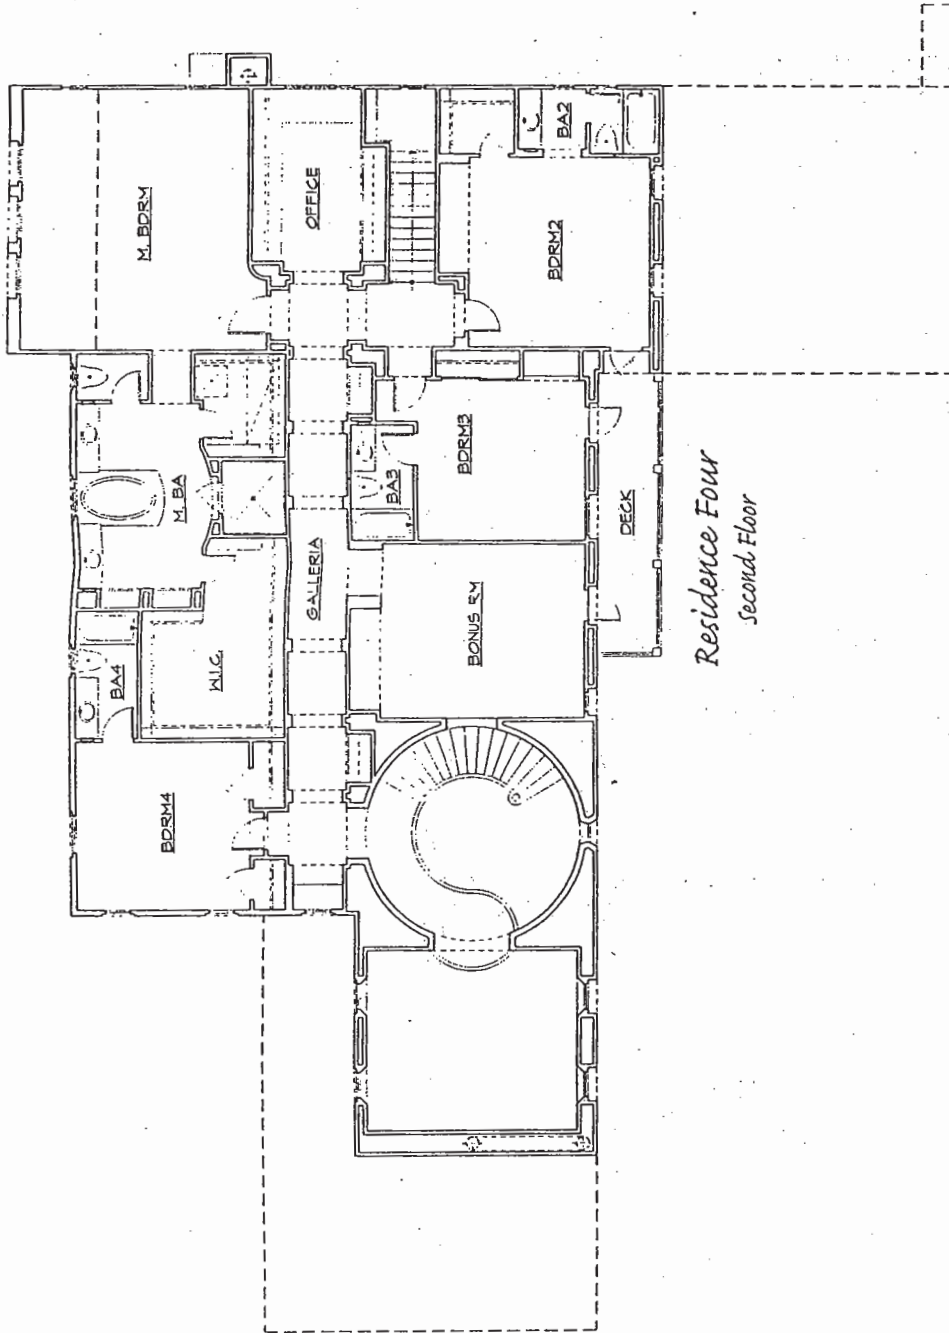 M. BDRM
OFFICE
BA2
BDRM2
M. BA
BDRM3
BA3
DECK
GALLERIA
BONUS RM
W.I.C.
BA4
BDRM4
Residence Four
Second Floor